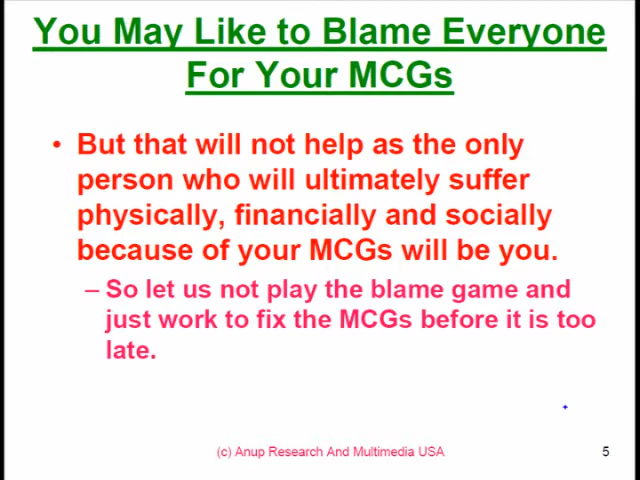 You May Like to Blame Everyone
For Your MCGs
• But that will not help as the only
person who will ultimately suffer
physically, financially and socially
because of your MCGs will be you.
– So let us not play the blame game and
just work to fix the MCGs before it is too
late.
(c) Anup Research And Multimedia USA
5